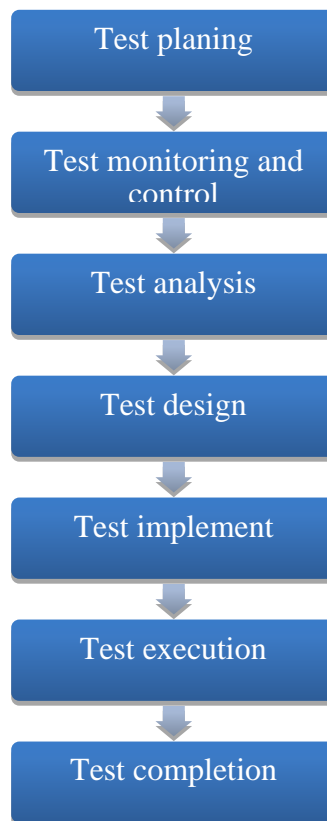 Test planing
Test monitoring and
control
Test analysis
Test design
Test implement
Test execution
Test completion